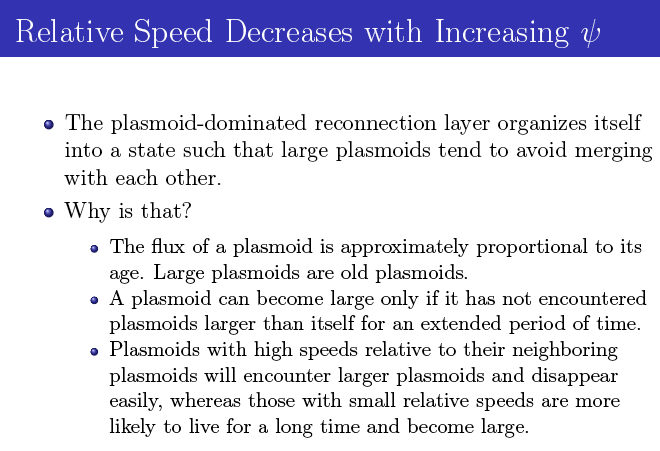 Relative Speed Decreases with Increasing ψ
The plasmoid-dominated reconnection layer organizes itself
into a state such that large plasmoids tend to avoid merging
with each other.
Why is that?
The flux of a plasmoid is approximately proportional to its
age. Large plasmoids are old plasmoids.
A plasmoid can become large only if it has not encountered
plasmoids larger than itself for an extended period of time.
Plasmoids with high speeds relative to their neighboring
plasmoids will encounter larger plasmoids and disappear
easily, whereas those with small relative speeds are more
likely to live for a long time and become large.